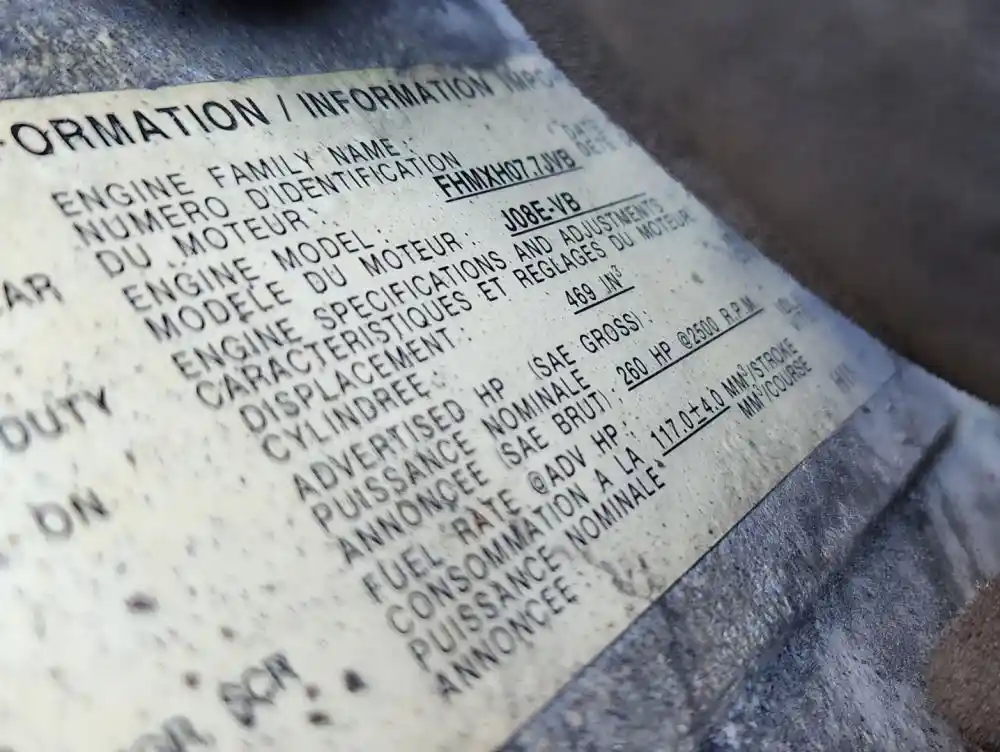 ORMATION / INFORMATION
ENGINE FAMILY NAME :
NUMERO D'IDENTIFICATION
DU MOTEUR : FHMXH07.7JVB
ENGINE MODEL :
MODELE DU MOTEUR : J08E-VB
ENGINE SPECIFICATIONS AND ADJUSTMENTS
CARACTERISTIQUES ET REGLAGES DU MOTEUR
DISPLACEMENT :
CYLINDREE : 469 IN³
ADVERTISED HP (SAE GROSS) :
PUISSANCE NOMINALE
ANNONCEE (SAE BRUT) : 260 HP @2500 R.P.M.
FUEL RATE @ADV HP :
CONSOMMATION A LA 117.0±4.0 MM³/STROKE
PUISSANCE NOMINALE MM³/COURSE
ANNONCEE :
EAR
DUTY
ON
SCR